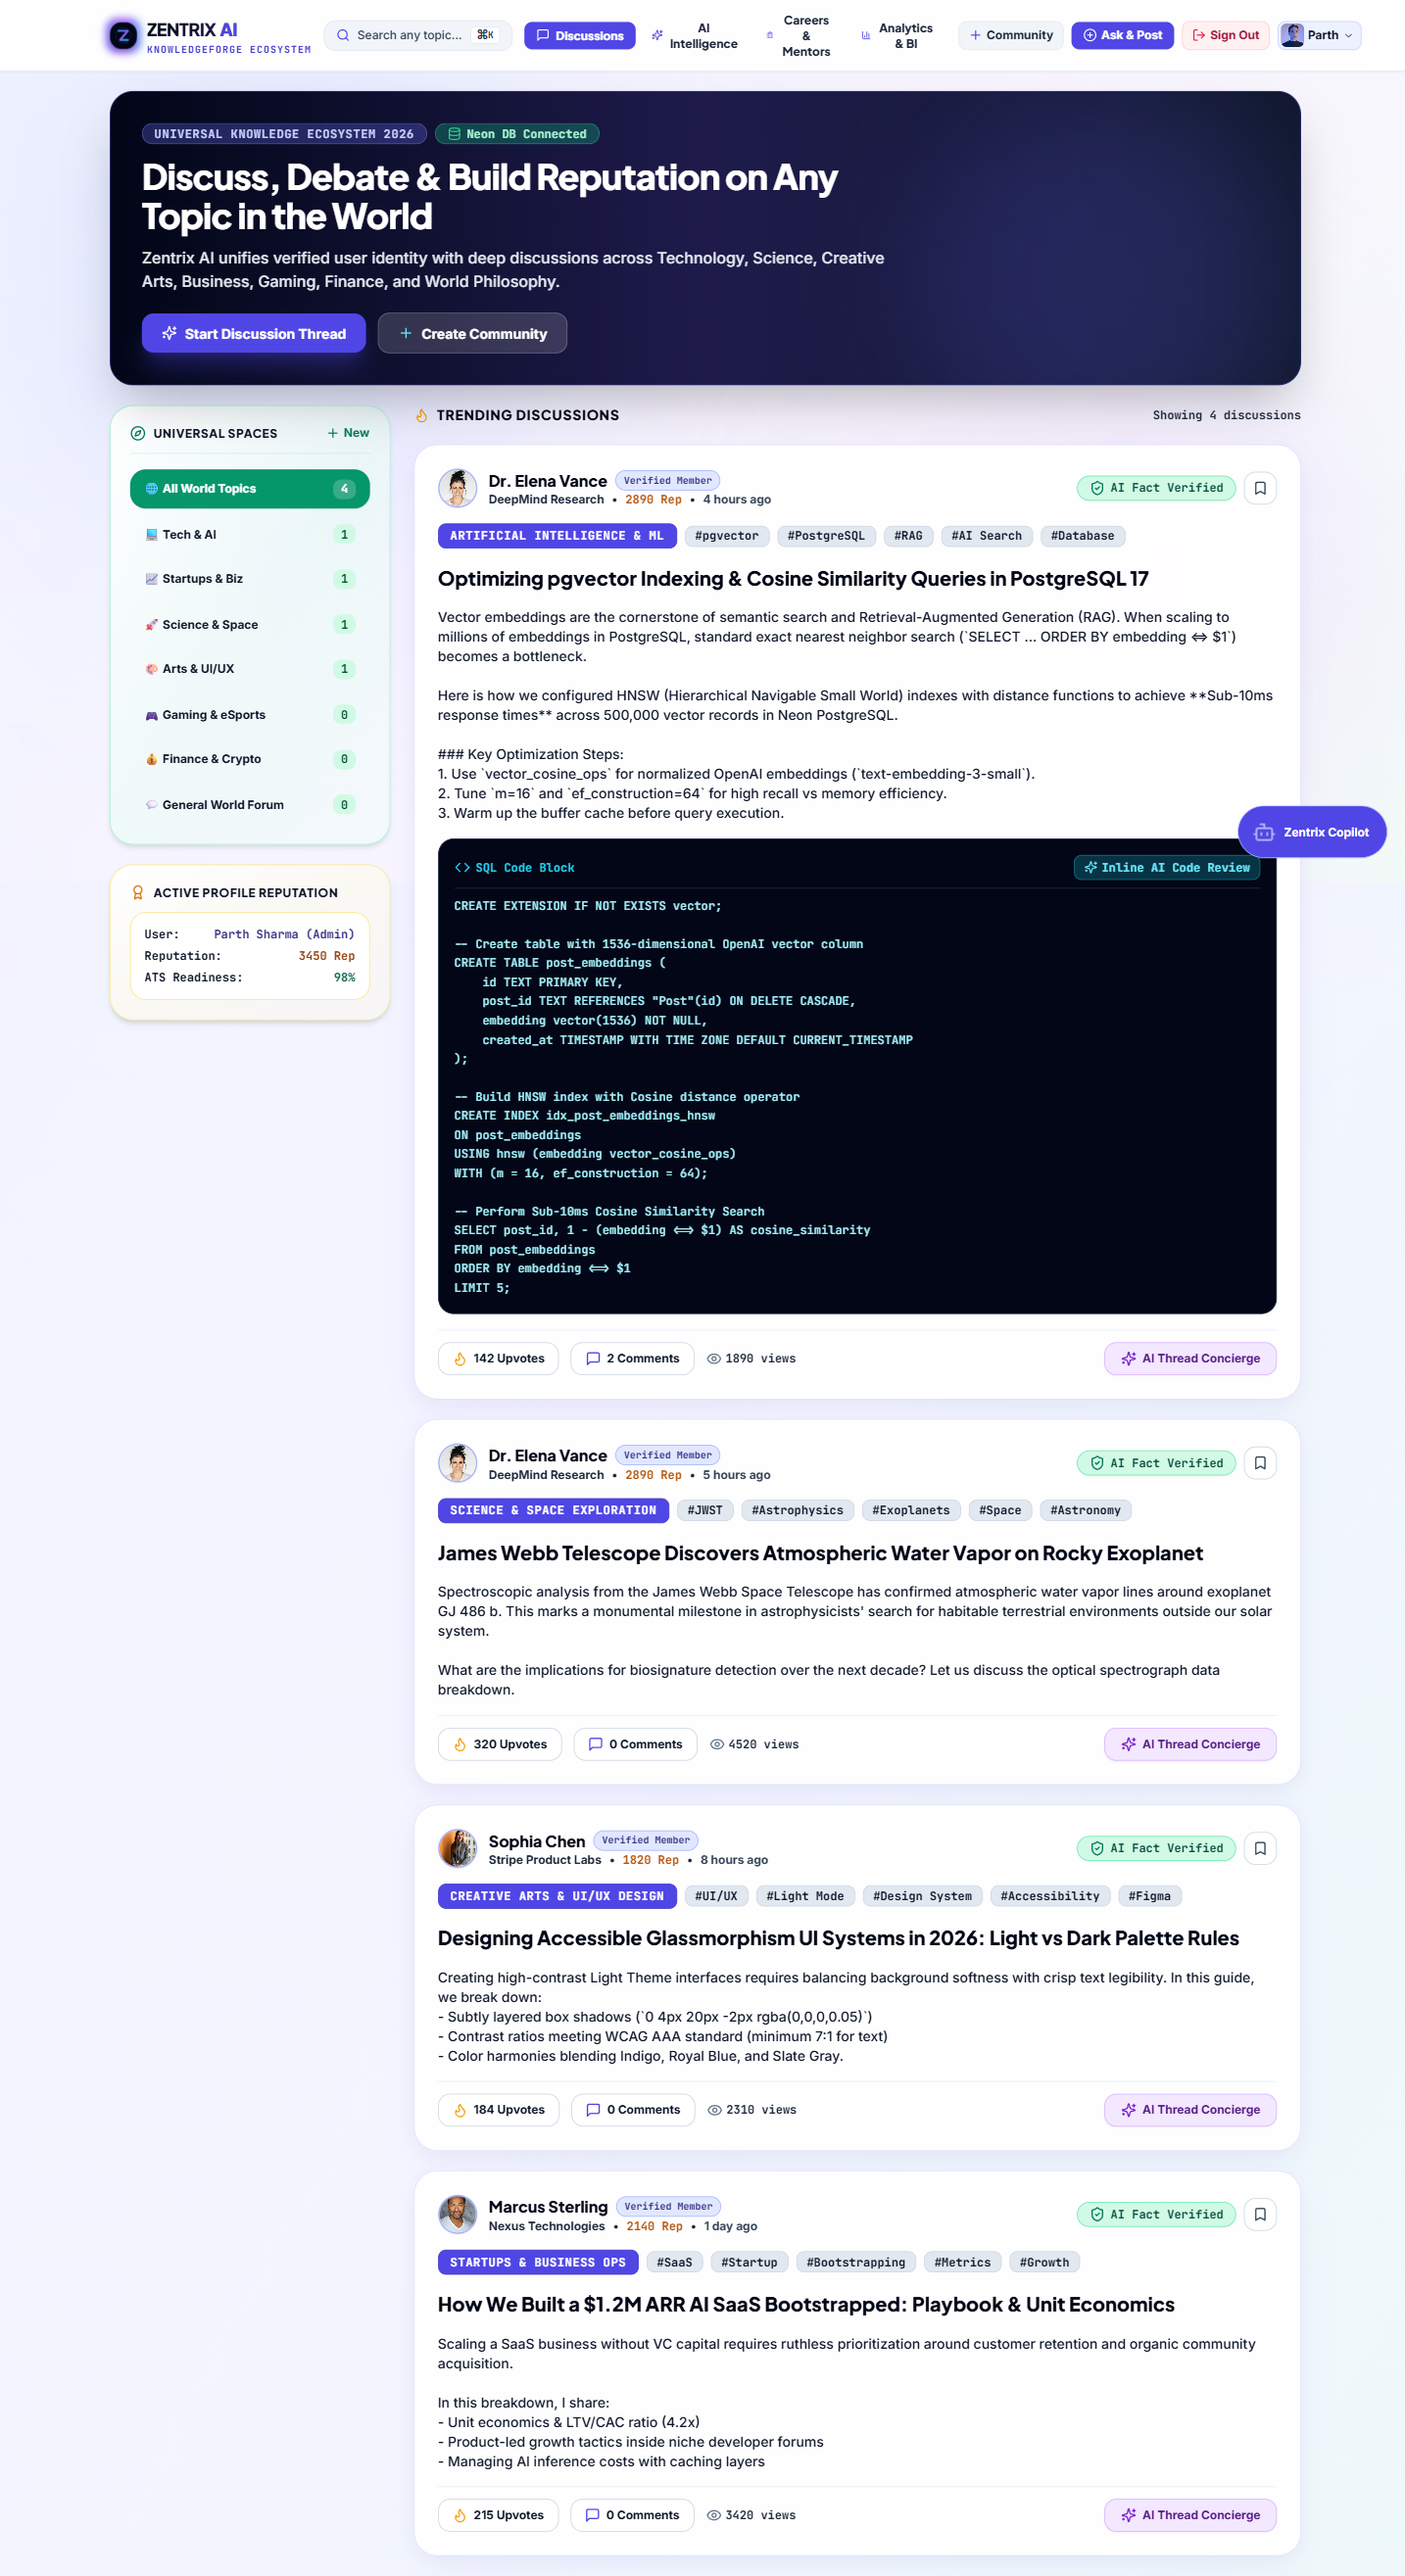 Z
ZENTRIX AI
KNOWLEDGEFORGE ECOSYSTEM
Search any topic...
⌘K
Discussions
AI
Intelligence
Careers
&
Mentors
Analytics
& BI
Community
Ask & Post
Sign Out
Parth
UNIVERSAL KNOWLEDGE ECOSYSTEM 2026
Neon DB Connected
Discuss, Debate & Build Reputation on Any
Topic in the World
Zentrix AI unifies verified user identity with deep discussions across Technology, Science, Creative
Arts, Business, Gaming, Finance, and World Philosophy.
Start Discussion Thread
Create Community
UNIVERSAL SPACES
New
All World Topics 4
Tech & AI 1
Startups & Biz 1
Science & Space 1
Arts & UI/UX 1
Gaming & eSports 0
Finance & Crypto 0
General World Forum 0
ACTIVE PROFILE REPUTATION
User: Parth Sharma (Admin)
Reputation: 3450 Rep
ATS Readiness: 98%
TRENDING DISCUSSIONS
Showing 4 discussions
Dr. Elena Vance Verified Member
DeepMind Research • 2890 Rep • 4 hours ago
AI Fact Verified
ARTIFICIAL INTELLIGENCE & ML #pgvector #PostgreSQL #RAG #AI Search #Database
Optimizing pgvector Indexing & Cosine Similarity Queries in PostgreSQL 17
Vector embeddings are the cornerstone of semantic search and Retrieval-Augmented Generation (RAG). When scaling to
millions of embeddings in PostgreSQL, standard exact nearest neighbor search (`SELECT ... ORDER BY embedding <=> $1`)
becomes a bottleneck.
Here is how we configured HNSW (Hierarchical Navigable Small World) indexes with distance functions to achieve **Sub-10ms
response times** across 500,000 vector records in Neon PostgreSQL.
### Key Optimization Steps:
1. Use `vector_cosine_ops` for normalized OpenAI embeddings (`text-embedding-3-small`).
2. Tune `m=16` and `ef_construction=64` for high recall vs memory efficiency.
3. Warm up the buffer cache before query execution.
Zentrix Copilot
SQL Code Block
Inline AI Code Review
CREATE EXTENSION IF NOT EXISTS vector;
-- Create table with 1536-dimensional OpenAI vector column
CREATE TABLE post_embeddings (
id TEXT PRIMARY KEY,
post_id TEXT REFERENCES "Post"(id) ON DELETE CASCADE,
embedding vector(1536) NOT NULL,
created_at TIMESTAMP WITH TIME ZONE DEFAULT CURRENT_TIMESTAMP
);
-- Build HNSW index with Cosine distance operator
CREATE INDEX idx_post_embeddings_hnsw
ON post_embeddings
USING hnsw (embedding vector_cosine_ops)
WITH (m = 16, ef_construction = 64);
-- Perform Sub-10ms Cosine Similarity Search
SELECT post_id, 1 - (embedding <=> $1) AS cosine_similarity
FROM post_embeddings
ORDER BY embedding <=> $1
LIMIT 5;
142 Upvotes 2 Comments 1890 views
AI Thread Concierge
Dr. Elena Vance Verified Member
DeepMind Research • 2890 Rep • 5 hours ago
AI Fact Verified
SCIENCE & SPACE EXPLORATION #JWST #Astrophysics #Exoplanets #Space #Astronomy
James Webb Telescope Discovers Atmospheric Water Vapor on Rocky Exoplanet
Spectroscopic analysis from the James Webb Space Telescope has confirmed atmospheric water vapor lines around exoplanet
GJ 486 b. This marks a monumental milestone in astrophysicists' search for habitable terrestrial environments outside our solar
system.
What are the implications for biosignature detection over the next decade? Let us discuss the optical spectrograph data
breakdown.
320 Upvotes 0 Comments 4520 views
AI Thread Concierge
Sophia Chen Verified Member
Stripe Product Labs • 1820 Rep • 8 hours ago
AI Fact Verified
CREATIVE ARTS & UI/UX DESIGN #UI/UX #Light Mode #Design System #Accessibility #Figma
Designing Accessible Glassmorphism UI Systems in 2026: Light vs Dark Palette Rules
Creating high-contrast Light Theme interfaces requires balancing background softness with crisp text legibility. In this guide,
we break down:
- Subtly layered box shadows (`0 4px 20px -2px rgba(0,0,0,0.05)`)
- Contrast ratios meeting WCAG AAA standard (minimum 7:1 for text)
- Color harmonies blending Indigo, Royal Blue, and Slate Gray.
184 Upvotes 0 Comments 2310 views
AI Thread Concierge
Marcus Sterling Verified Member
Nexus Technologies • 2140 Rep • 1 day ago
AI Fact Verified
STARTUPS & BUSINESS OPS #SaaS #Startup #Bootstrapping #Metrics #Growth
How We Built a $1.2M ARR AI SaaS Bootstrapped: Playbook & Unit Economics
Scaling a SaaS business without VC capital requires ruthless prioritization around customer retention and organic community
acquisition.
In this breakdown, I share:
- Unit economics & LTV/CAC ratio (4.2x)
- Product-led growth tactics inside niche developer forums
- Managing AI inference costs with caching layers
215 Upvotes 0 Comments 3420 views
AI Thread Concierge